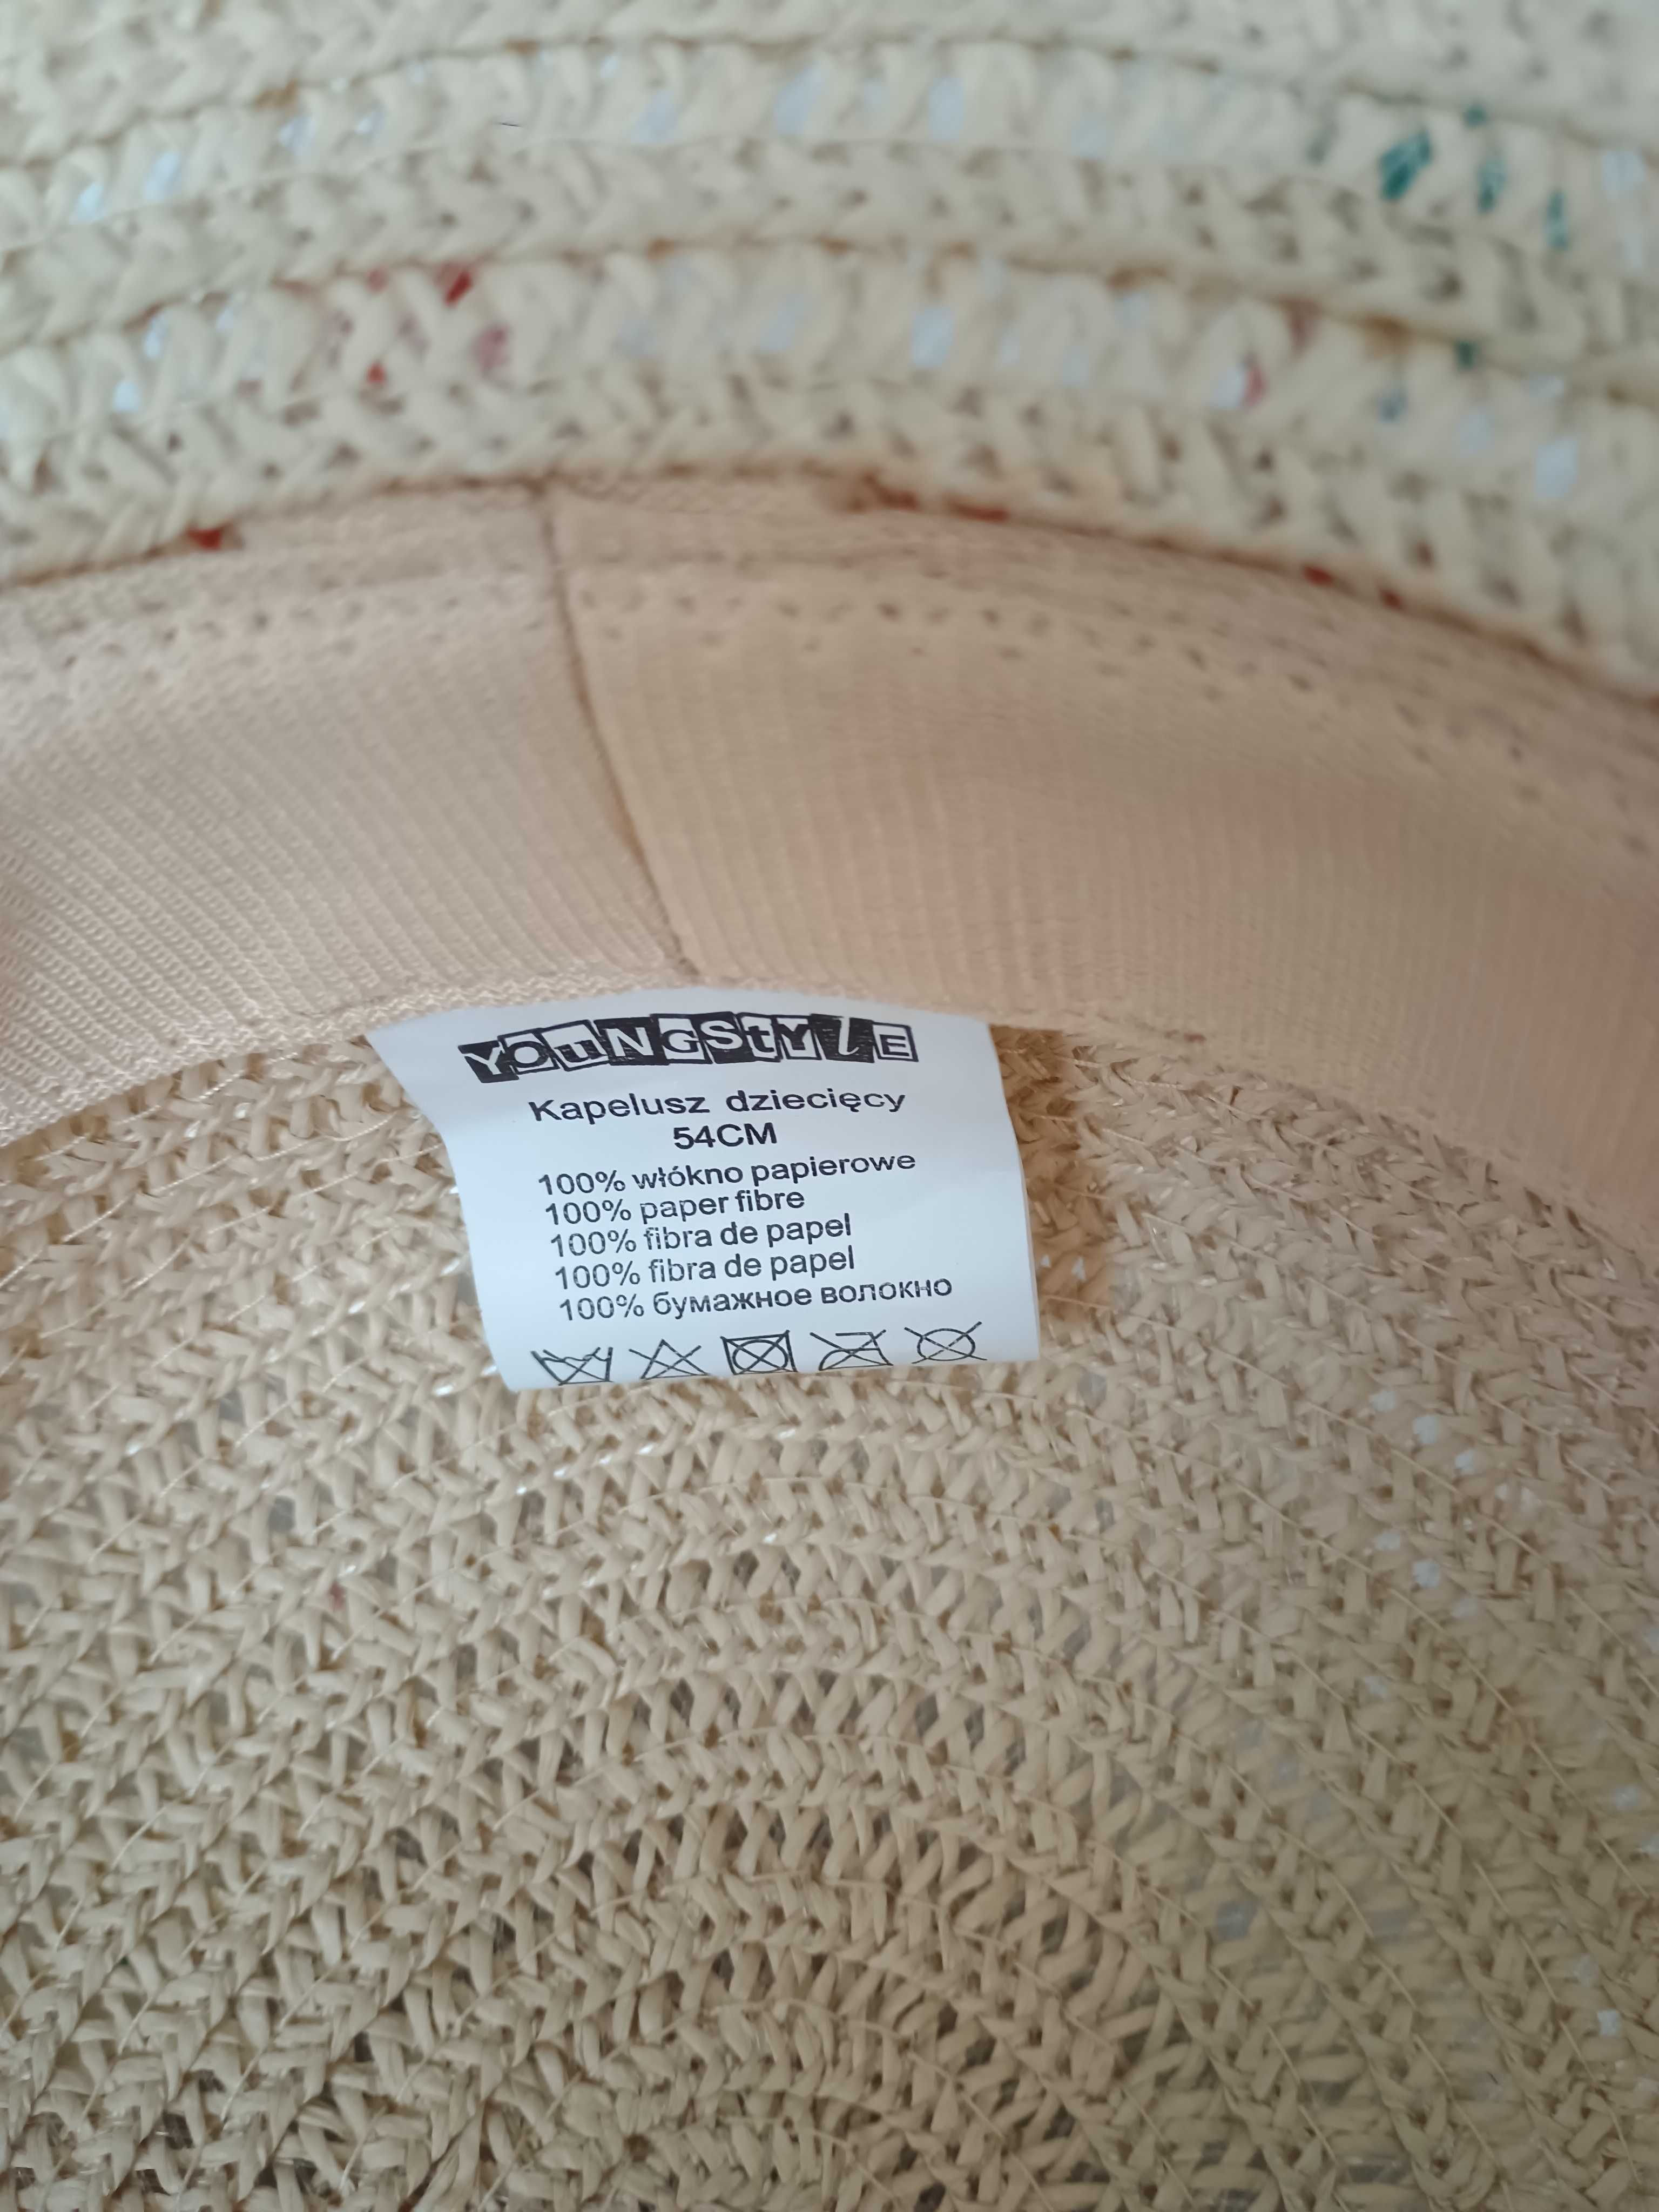 YOUNGSTYLE
Kapelusz dziecięcy
54CM
100% włókno papierowe
100% paper fibre
100% fibra de papel
100% fibra de papel
100% бумажное волокно